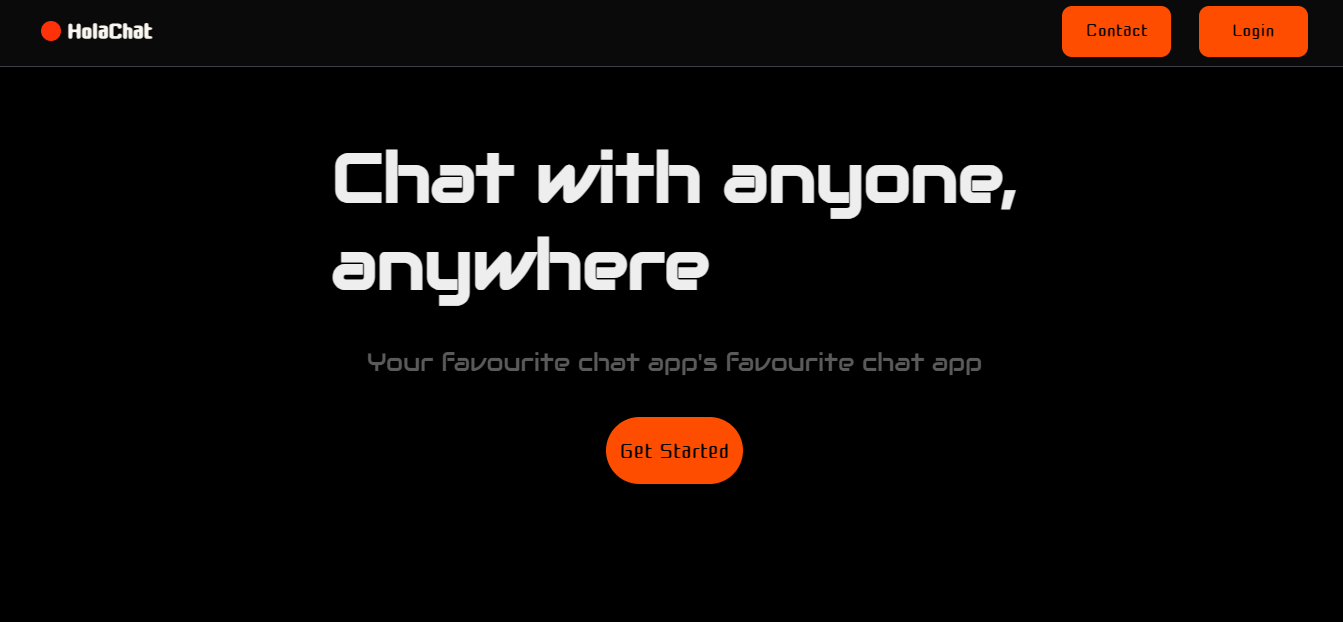 HolaChat
Contact
Login
Chat with anyone,
anywhere
Your favourite chat app's favourite chat app
Get Started